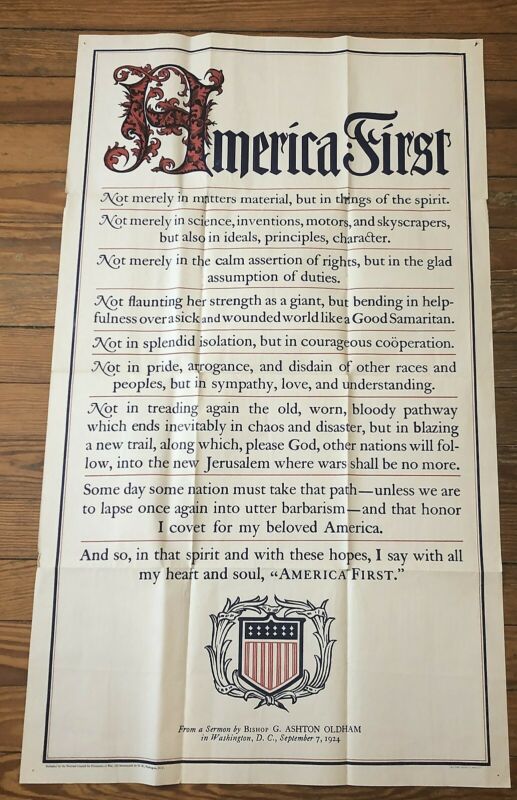 America First
Not merely in matters material, but in things of the spirit.
Not merely in science, inventions, motors, and skyscrapers,
but also in ideals, principles, character.
Not merely in the calm assertion of rights, but in the glad
assumption of duties.
Not flaunting her strength as a giant, but bending in help-
fulness over a sick and wounded world like a Good Samaritan.
Not in splendid isolation, but in courageous coöperation.
Not in pride, arrogance, and disdain of other races and
peoples, but in sympathy, love, and understanding.
Not in treading again the old, worn, bloody pathway
which ends inevitably in chaos and disaster, but in blazing
a new trail, along which, please God, other nations will fol-
low, into the new Jerusalem where wars shall be no more.
Some day some nation must take that path—unless we are
to lapse once again into utter barbarism—and that honor
I covet for my beloved America.
And so, in that spirit and with these hopes, I say with all
my heart and soul, “AMERICA FIRST.”
From a Sermon by BISHOP G. ASHTON OLDHAM
in Washington, D. C., September 7, 1924
Published by the National Council for Prevention of War,